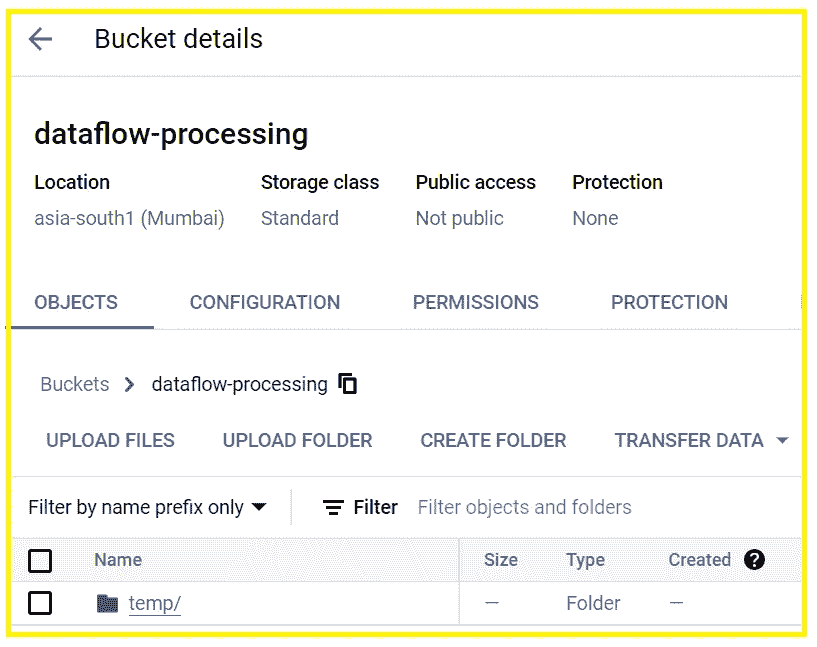 Bucket details
dataflow-processing
Location Storage class Public access Protection
asia-south1 (Mumbai) Standard Not public None
OBJECTS CONFIGURATION PERMISSIONS PROTECTION
Buckets dataflow-processing
UPLOAD FILES UPLOAD FOLDER CREATE FOLDER TRANSFER DATA
Filter by name prefix only Filter Filter objects and folders
Name Size Type Created ?
temp/ — Folder —